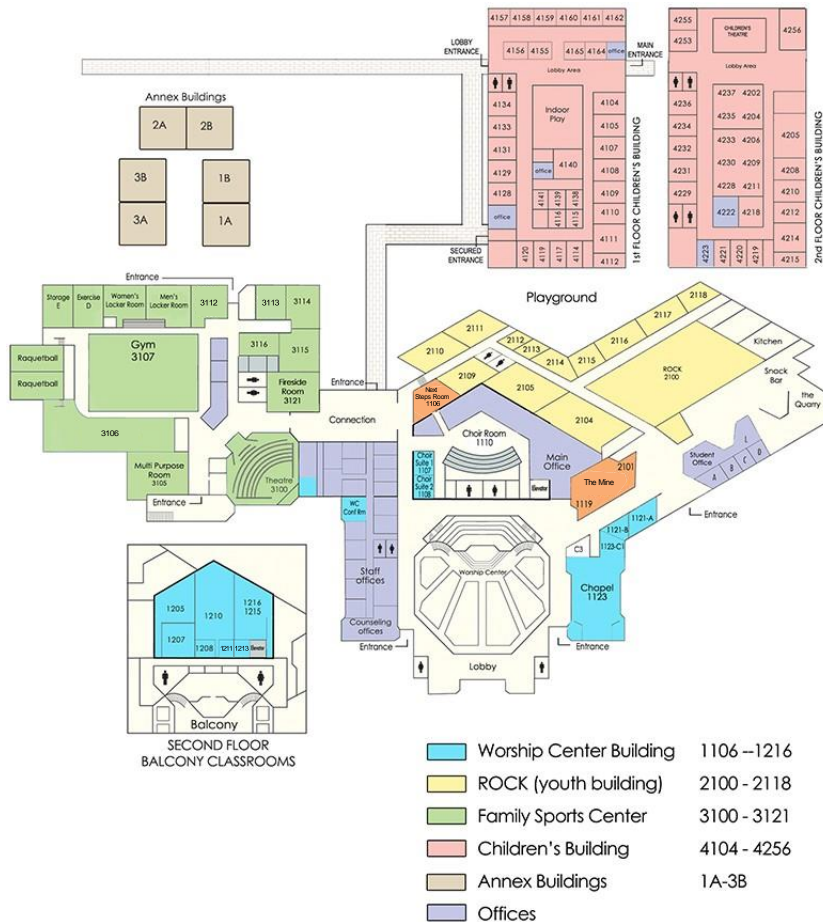 4157 4158 4159 4160 4161 4162
4156 4155 4165 4164 office
LOBBY
ENTRANCE
MAIN
ENTRANCE
Lobby Area
4134
4133
4131
4129
4128
office
Indoor
Play
office
4140
4141 4139 4138
4116 4115
4104
4105
4107
4108
4109
4110
4111
4112
4120 4119 4117 4114
SECURED
ENTRANCE
1st FLOOR CHILDREN'S BUILDING
4255
4253
CHILDREN'S
THEATRE
4256
Lobby Area
4236
4234
4232
4231
4229
4237 4202
4235 4204
4233 4206
4230 4209
4228 4211
4222 4218
4205
4208
4210
4212
4214
4215
4223 4221 4220 4219
2nd FLOOR CHILDREN'S BUILDING
Annex Buildings
2A 2B
3B 1B
3A 1A
Entrance
Storage
E
Exercise
D
Women's
Locker Room
Men's
Locker Room
3112
3113
3114
Gym
3107
3116
3115
Raquetball
Raquetball
Fireside
Room
3121
3106
Multi Purpose
Room
3105
Theatre
3100
Entrance
Entrance
Connection
Playground
2110
2111
2112
2113
2114
2115
2116
2117
2118
2109
2105
2104
ROCK
2100
Kitchen
Snack
Bar
the
Quarry
Next
Steps Room
1106
Choir Room
1110
Main
Office
Choir
Suite 1
1107
Choir
Suite 2
1108
Elevator
2101
The Mine
1119
Student
Office
A B C D
L
Entrance
1121-A
1121-B
1123-C1
C3
Chapel
1123
Entrance
WC
Conf Rm
Staff
offices
Counseling
offices
Entrance
Worship Center
Lobby
1205
1210
1216
1215
1207
1208 1211 1213 Elevator
Balcony
SECOND FLOOR
BALCONY CLASSROOMS
Worship Center Building 1106 --1216
ROCK (youth building) 2100 - 2118
Family Sports Center 3100 - 3121
Children's Building 4104 - 4256
Annex Buildings 1A-3B
Offices